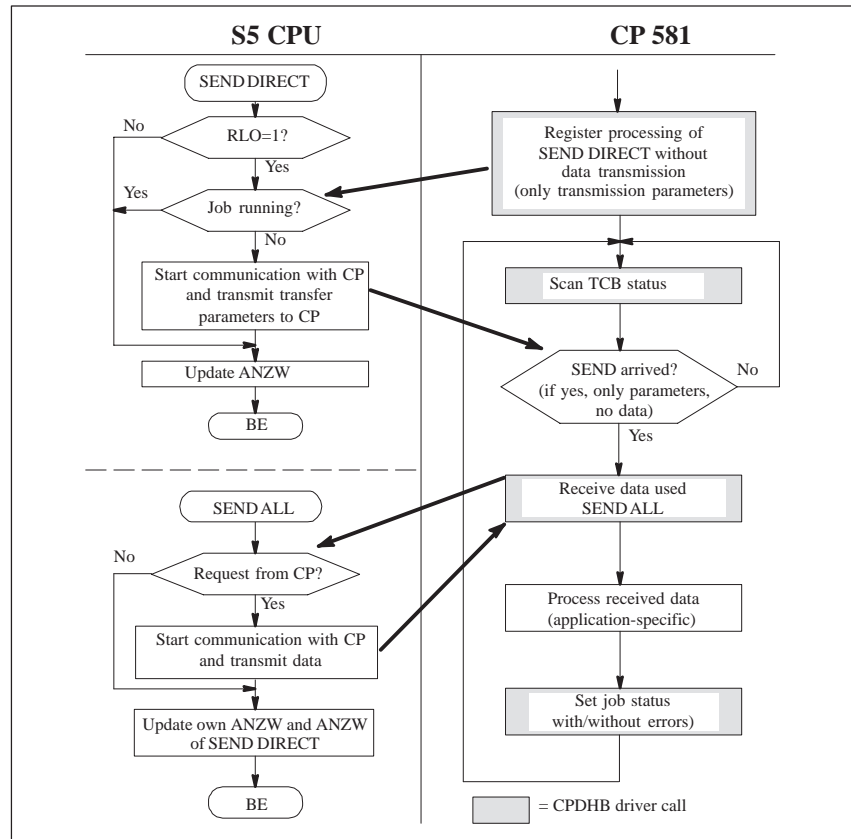 S5 CPU
SEND DIRECT
No
RLO=1?
Yes
Yes
Job running?
No
Start communication with CP
and transmit transfer
parameters to CP
Update ANZW
BE
SEND ALL
No
Request from CP?
Yes
Start communication with CP
and transmit data
Update own ANZW and ANZW
of SEND DIRECT
BE
CP 581
Register processing of
SEND DIRECT without
data transmission
(only transmission parameters)
Scan TCB status
SEND arrived?
(if yes, only parameters,
no data)
No
Yes
Receive data used
SEND ALL
Process received data
(application-specific)
Set job status
with/without errors)
= CPDHB driver call